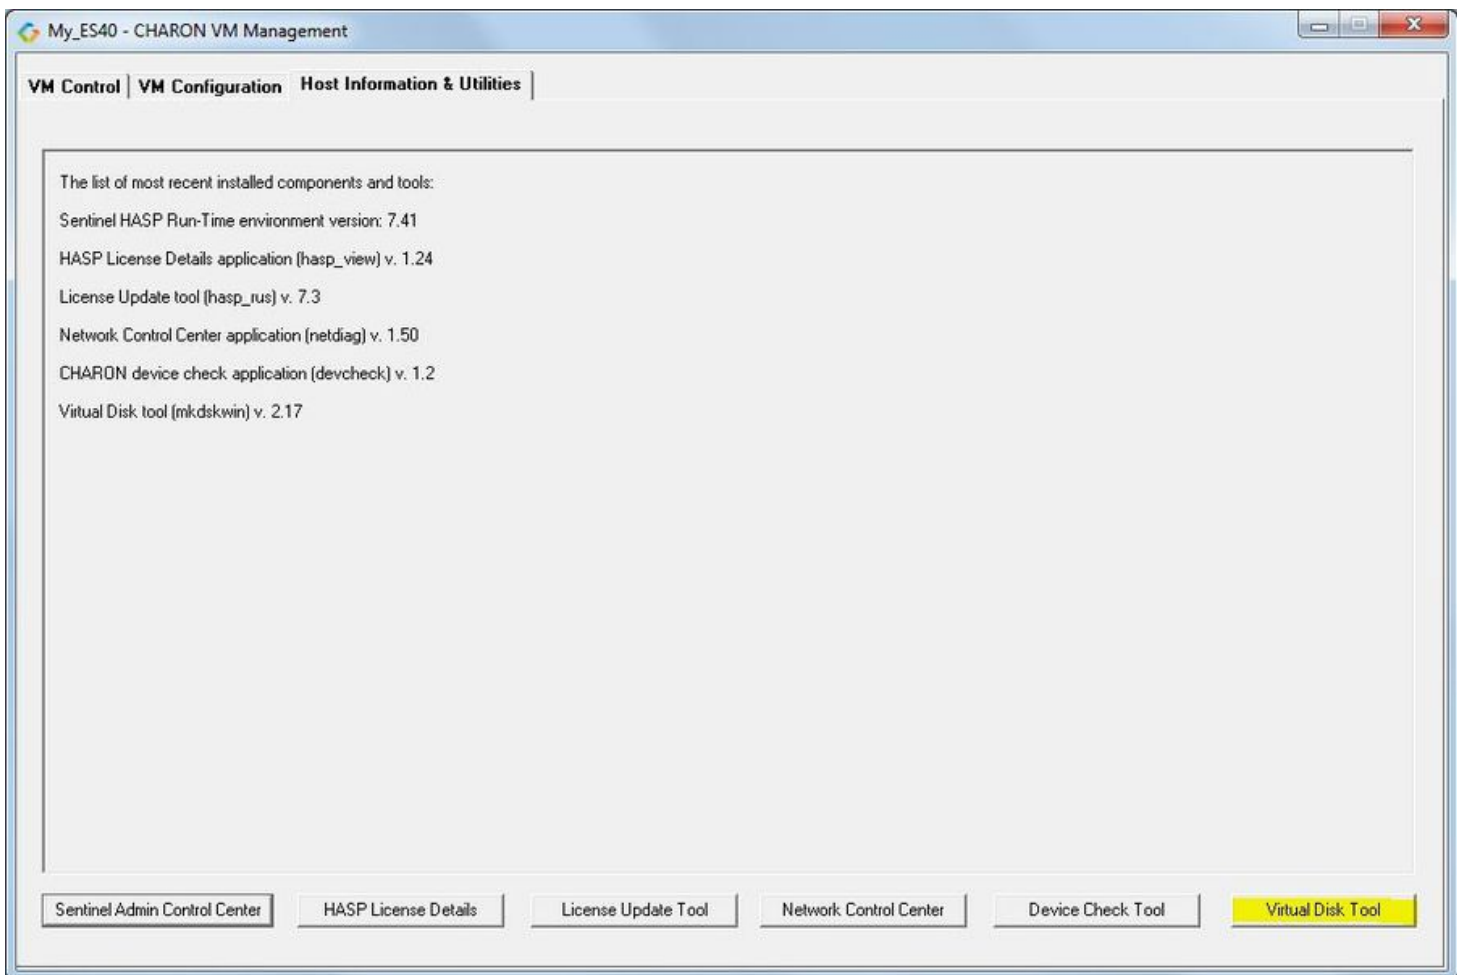 My_ES40 - CHARON VM Management
VM Control VM Configuration Host Information & Utilities
The list of most recent installed components and tools:
Sentinel HASP Run-Time environment version: 7.41
HASP License Details application (hasp_view) v. 1.24
License Update tool (hasp_rus) v. 7.3
Network Control Center application (netdiag) v. 1.50
CHARON device check application (devcheck) v. 1.2
Virtual Disk tool (mkdskwin) v. 2.17
Sentinel Admin Control Center HASP License Details License Update Tool Network Control Center Device Check Tool Virtual Disk Tool